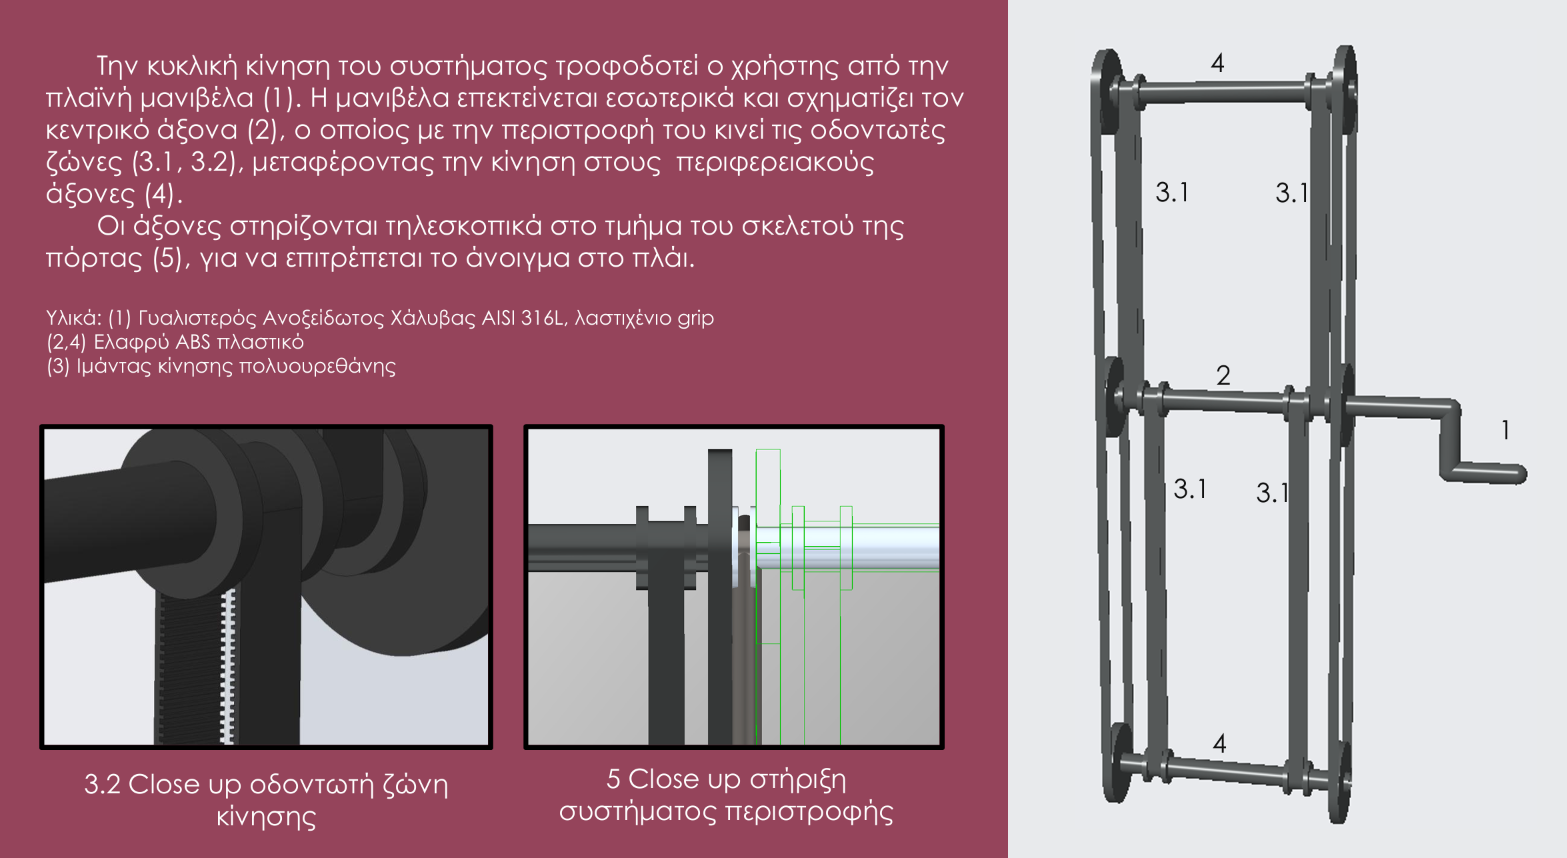 Την κυκλική κίνηση του συστήματος τροφοδοτεί ο χρήστης από την
πλαϊνή μανιβέλα (1). Η μανιβέλα επεκτείνεται εσωτερικά και σχηματίζει τον
κεντρικό άξονα (2), ο οποίος με την περιστροφή του κινεί τις οδοντωτές
ζώνες (3.1, 3.2), μεταφέροντας την κίνηση στους περιφερειακούς
άξονες (4).
Οι άξονες στηρίζονται τηλεσκοπικά στο τμήμα του σκελετού της
πόρτας (5), για να επιτρέπεται το άνοιγμα στο πλάι.
Υλικά: (1) Γυαλιστερός Ανοξείδωτος Χάλυβας AISI 316L, λαστιχένιο grip
(2,4) Ελαφρύ ABS πλαστικό
(3) Ιμάντας κίνησης πολυουρεθάνης
3.2 Close up οδοντωτή ζώνη
κίνησης
5 Close up στήριξη
συστήματος περιστροφής
4
3.1 3.1
2
1
3.1 3.1
4